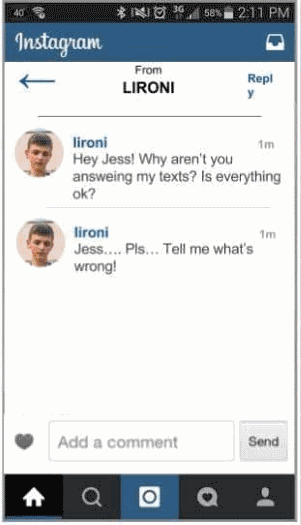 40° 3G 58% 2:11 PM
Instagram
From
LIRONI
Repl
y
lironi 1m
Hey Jess! Why aren't you
answeing my texts? Is everything
ok?
lironi 1m
Jess.... Pls... Tell me what's
wrong!
Add a comment
Send